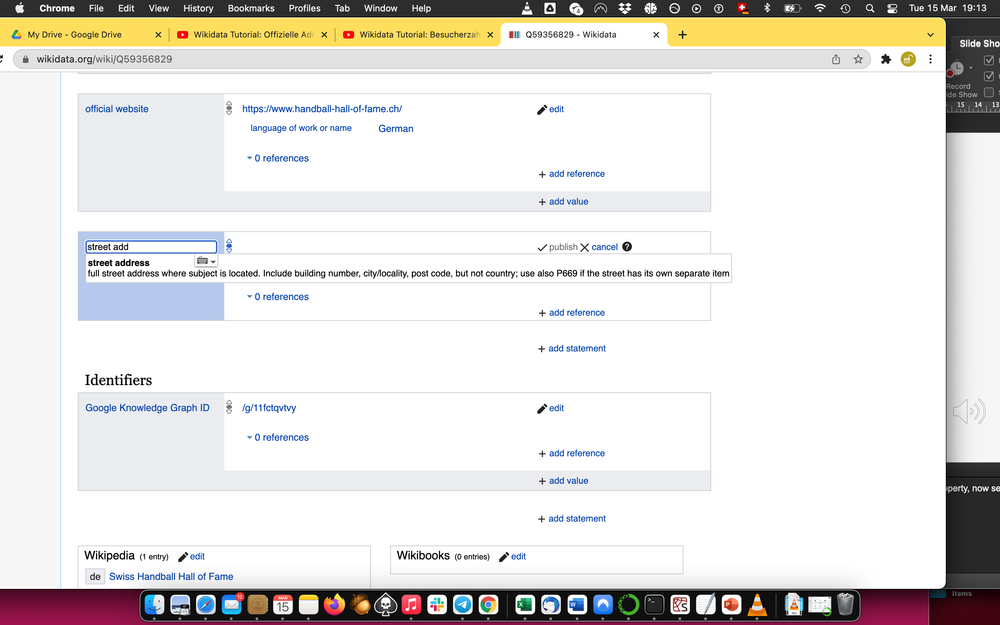 Chrome File Edit View History Bookmarks Profiles Tab Window Help 4 Tue 15 Mar 19:13
My Drive - Google Drive Wikidata Tutorial: Offizielle Adr Wikidata Tutorial: Besucherzah Q59356829 - Wikidata
Slide Sho
wikidata.org/wiki/Q59356829
Record
ide Show
15 14 13
official website https://www.handball-hall-of-fame.ch/ edit
language of work or name German
0 references
+ add reference
+ add value
street add publish cancel ?
street address
full street address where subject is located. Include building number, city/locality, post code, but not country; use also P669 if the street has its own separate item
0 references
+ add reference
+ add statement
Identifiers
Google Knowledge Graph ID /g/11fctqvtvy edit
0 references
+ add reference
+ add value
operty, now se
+ add statement
Wikipedia (1 entry) edit Wikibooks (0 entries) edit
de Swiss Handball Hall of Fame
Items
12
MAR
15
X
W
>_
P
AVI